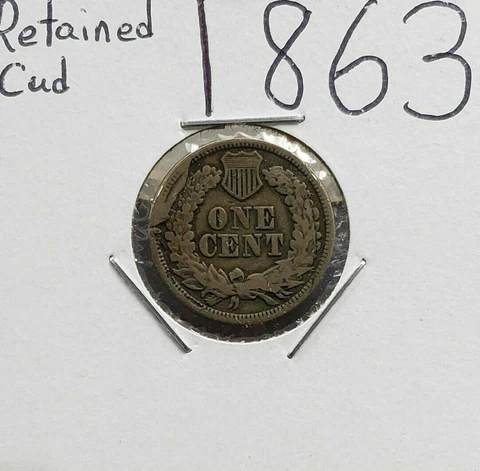 Retained 1863
Cud
ONE
CENT